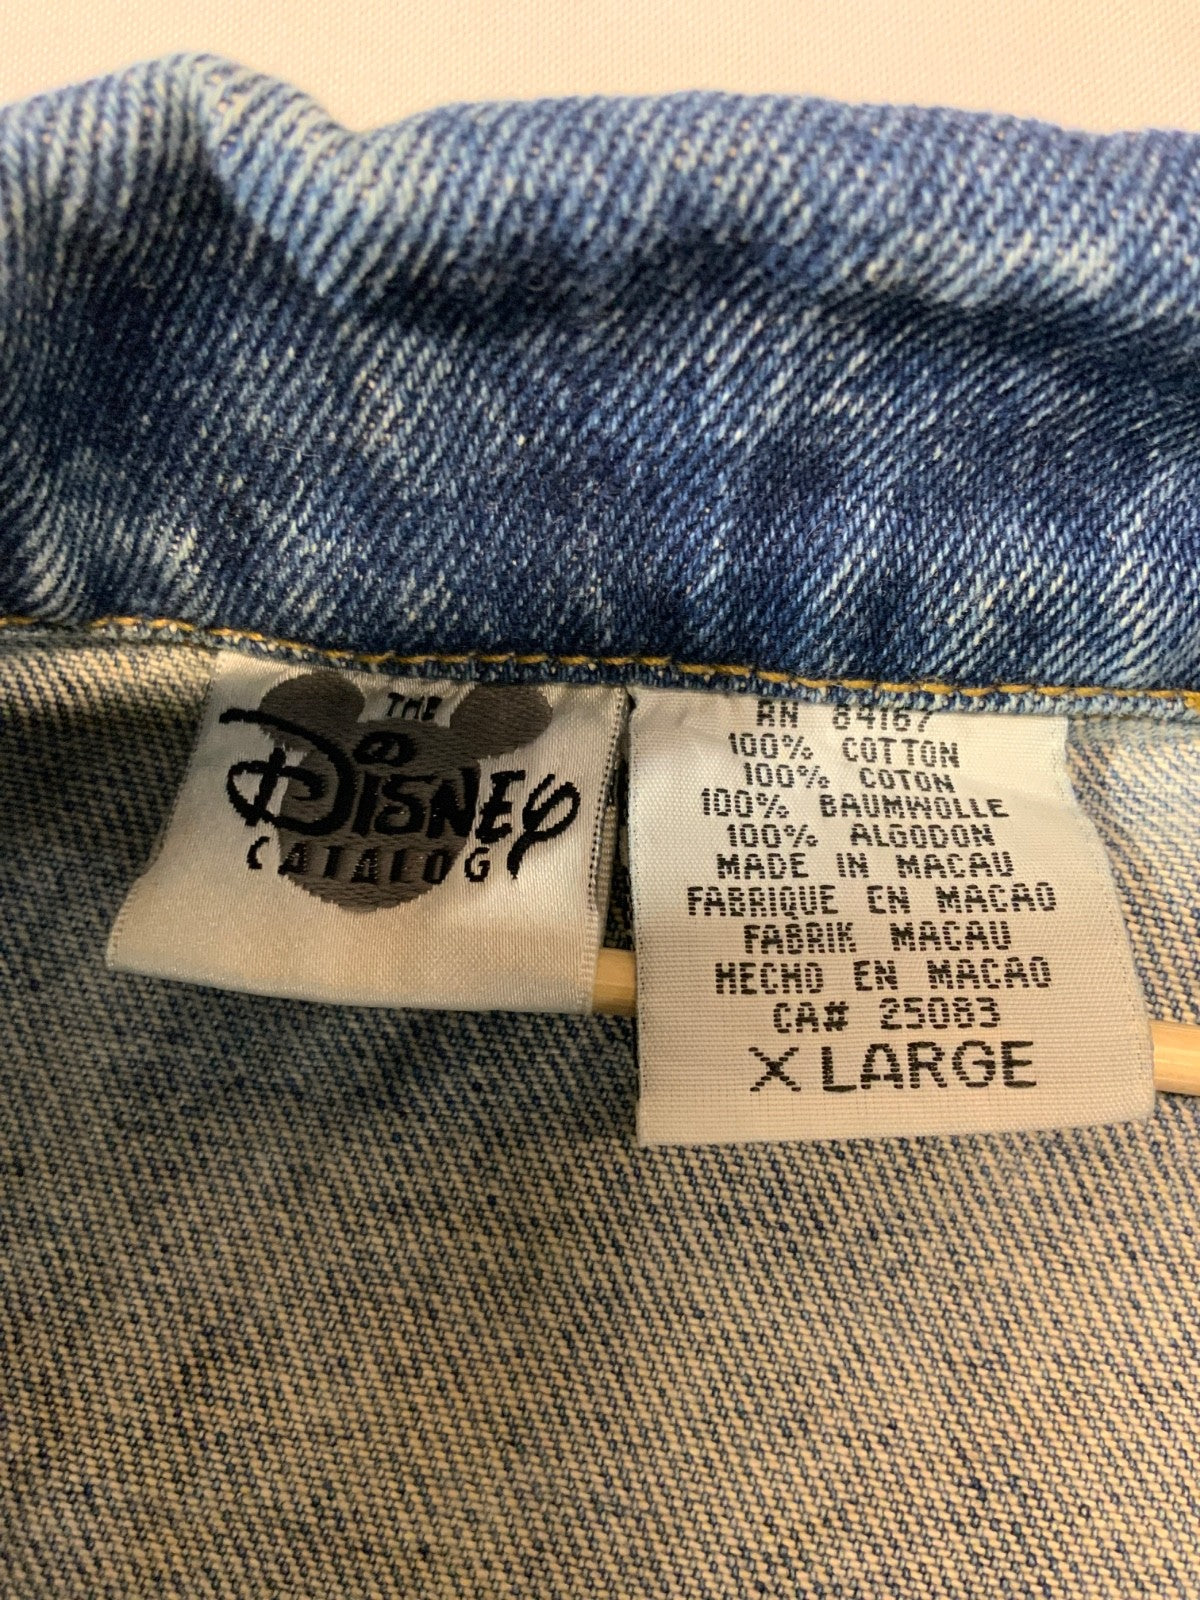 THE
DISNEY
CATALOG
RN 84167
100% COTTON
100% COTON
100% BAUMWOLLE
100% ALGODON
MADE IN MACAU
FABRIQUE EN MACAO
FABRIK MACAU
HECHO EN MACAO
CA# 25083
X LARGE